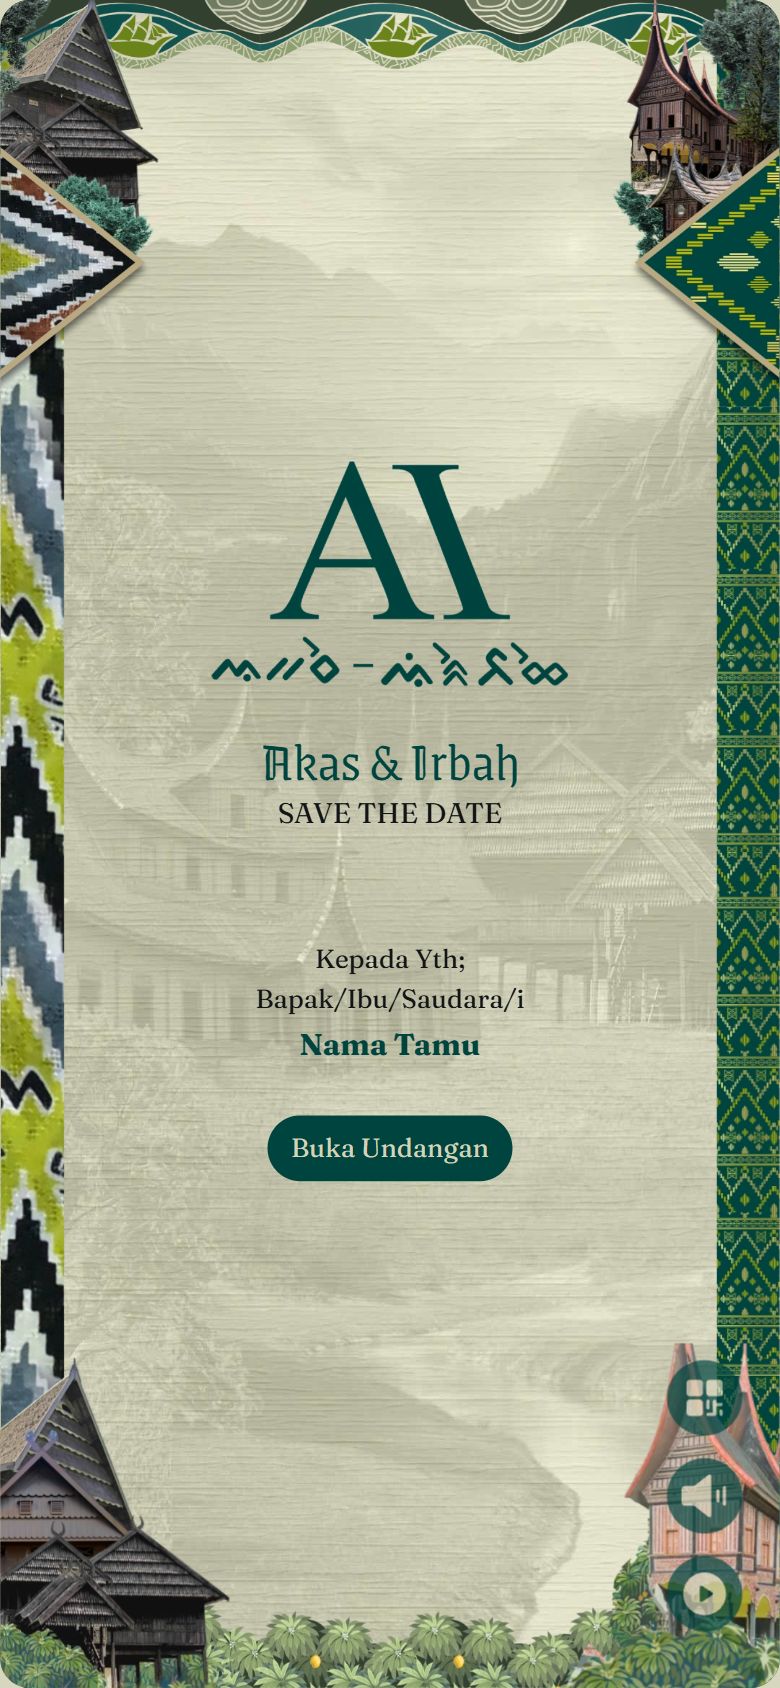 AI
Akas & Irbah
SAVE THE DATE
Kepada Yth;
Bapak/Ibu/Saudara/i
Nama Tamu
Buka Undangan